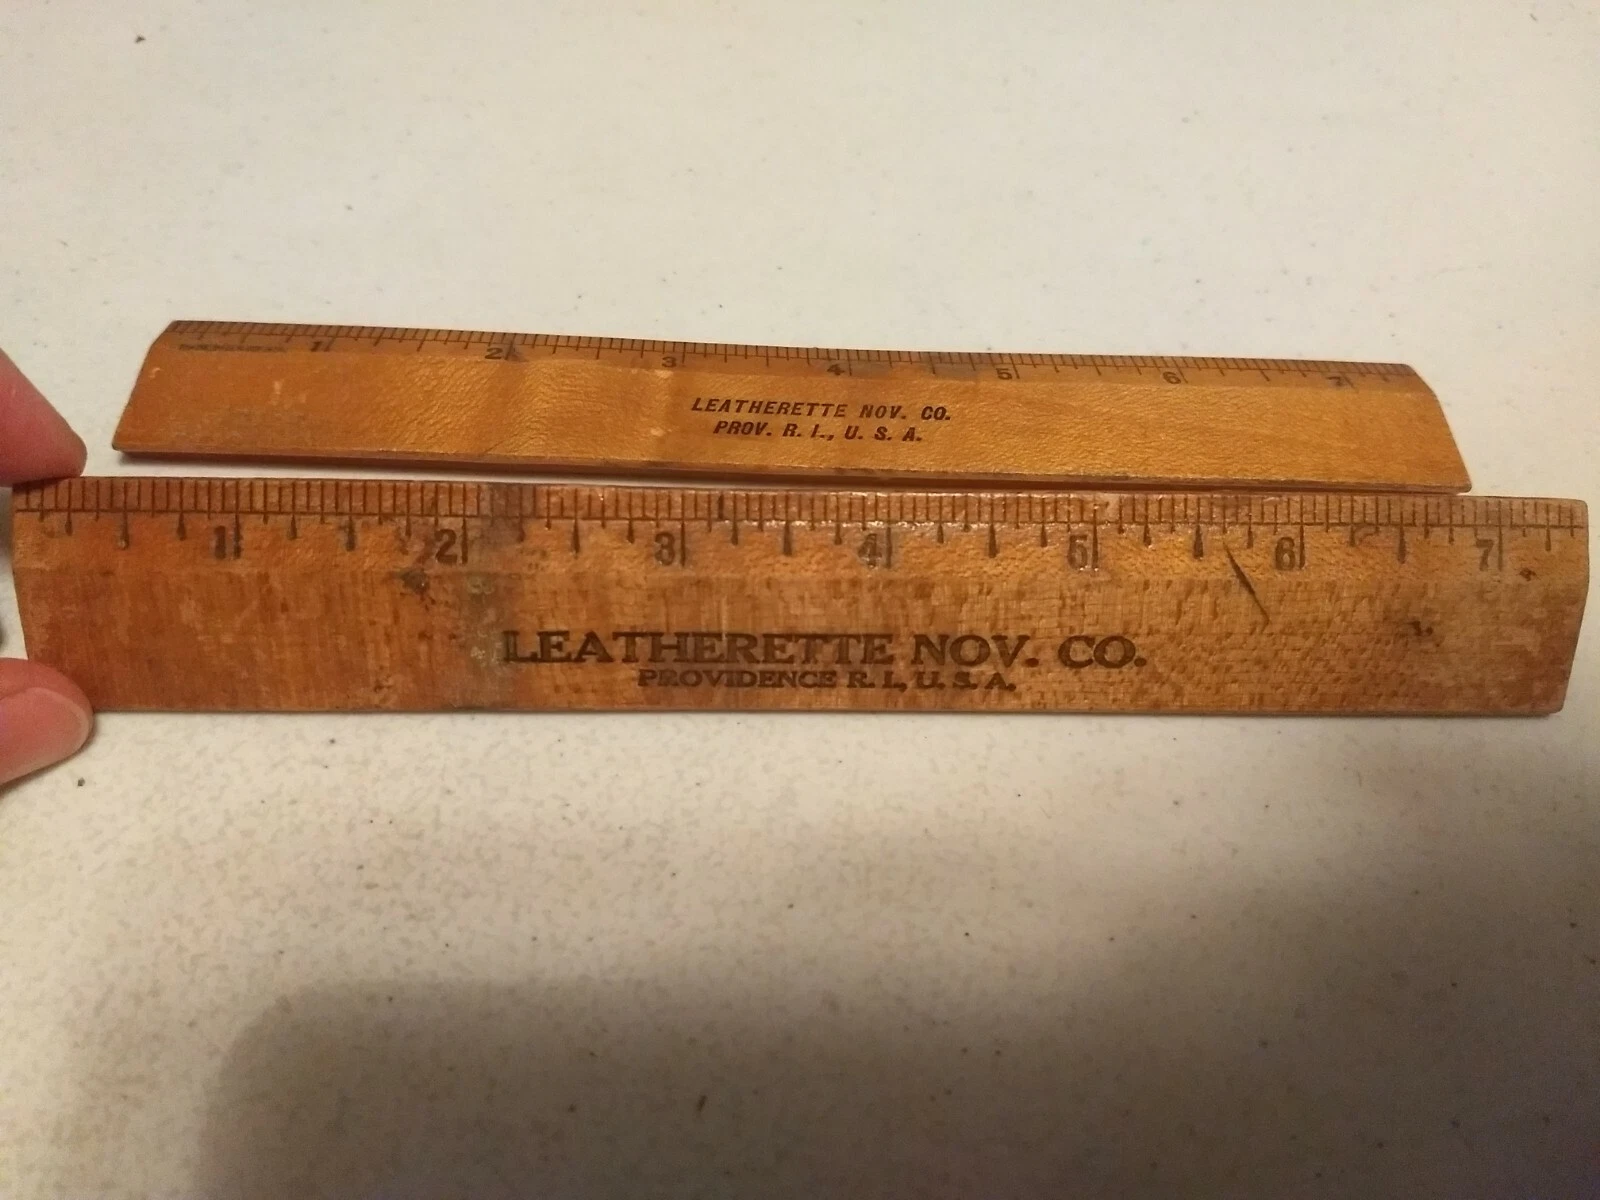 1 2 3 4 5 6 7
LEATHERETTE NOV. CO.
PROV. R. I., U. S. A.
1 2 3 4 5 6 7
LEATHERETTE NOV. CO.
PROVIDENCE R. I., U. S. A.